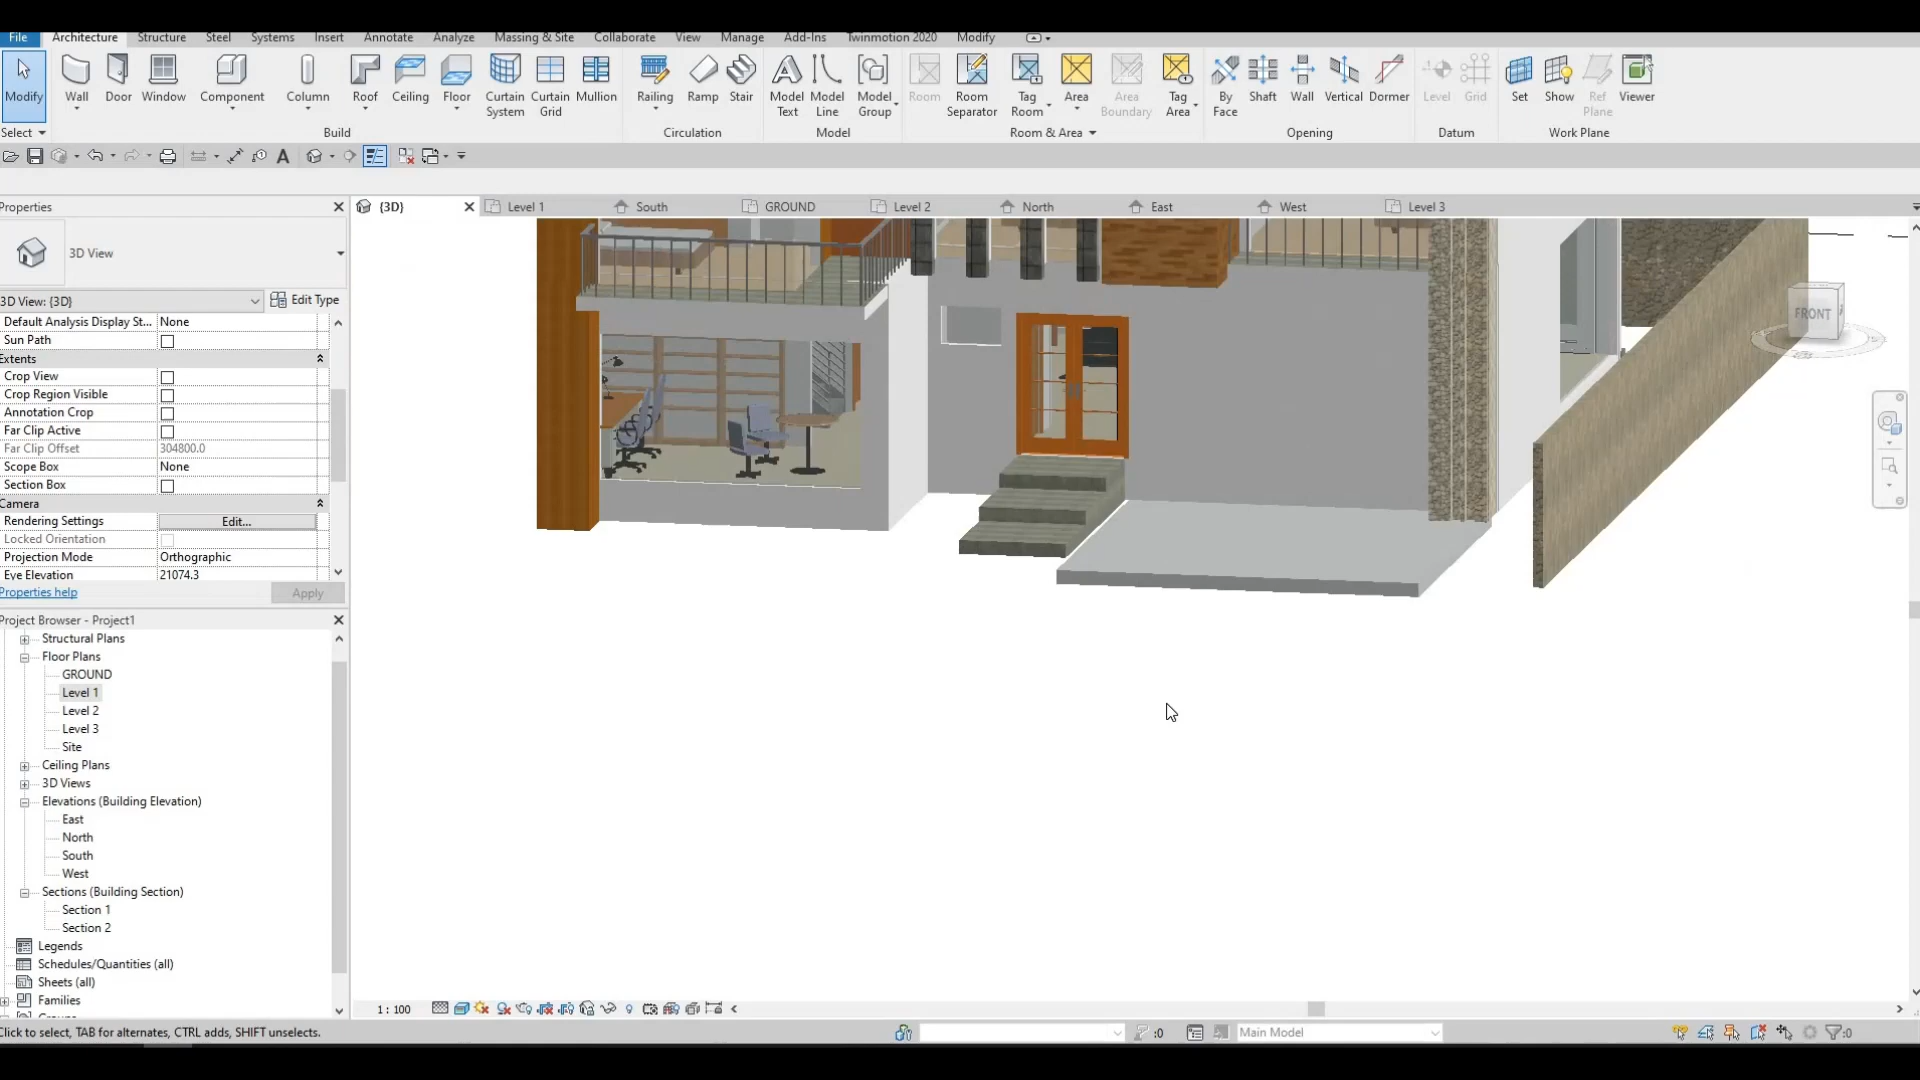 File Architecture Structure Steel Systems Insert Annotate Analyze Massing & Site Collaborate View Manage Add-Ins Twinmotion 2020 Modify
Modify Wall Door Window Component Column Roof Ceiling Floor Curtain System Curtain Grid Mullion Railing Ramp Stair Model Text Model Line Model Group Room Room Separator Tag Room Area Area Boundary Tag Area By Face Shaft Wall Vertical Dormer Level Grid Set Show Ref Plane Viewer
Select Build Circulation Model Room & Area Opening Datum Work Plane
Properties
{3D} Level 1 South GROUND Level 2 North East West Level 3
3D View
3D View: {3D} Edit Type
Default Analysis Display St... None
Sun Path
Extents
Crop View
Crop Region Visible
Annotation Crop
Far Clip Active
Far Clip Offset 304800.0
Scope Box None
Section Box
Camera
Rendering Settings Edit...
Locked Orientation
Projection Mode Orthographic
Eye Elevation 21074.3
Properties help Apply
FRONT
Project Browser - Project1
Structural Plans
Floor Plans
GROUND
Level 1
Level 2
Level 3
Site
Ceiling Plans
3D Views
Elevations (Building Elevation)
East
North
South
West
Sections (Building Section)
Section 1
Section 2
Legends
Schedules/Quantities (all)
Sheets (all)
Families
1 : 100
Click to select, TAB for alternates, CTRL adds, SHIFT unselects.
:0
Main Model
:0